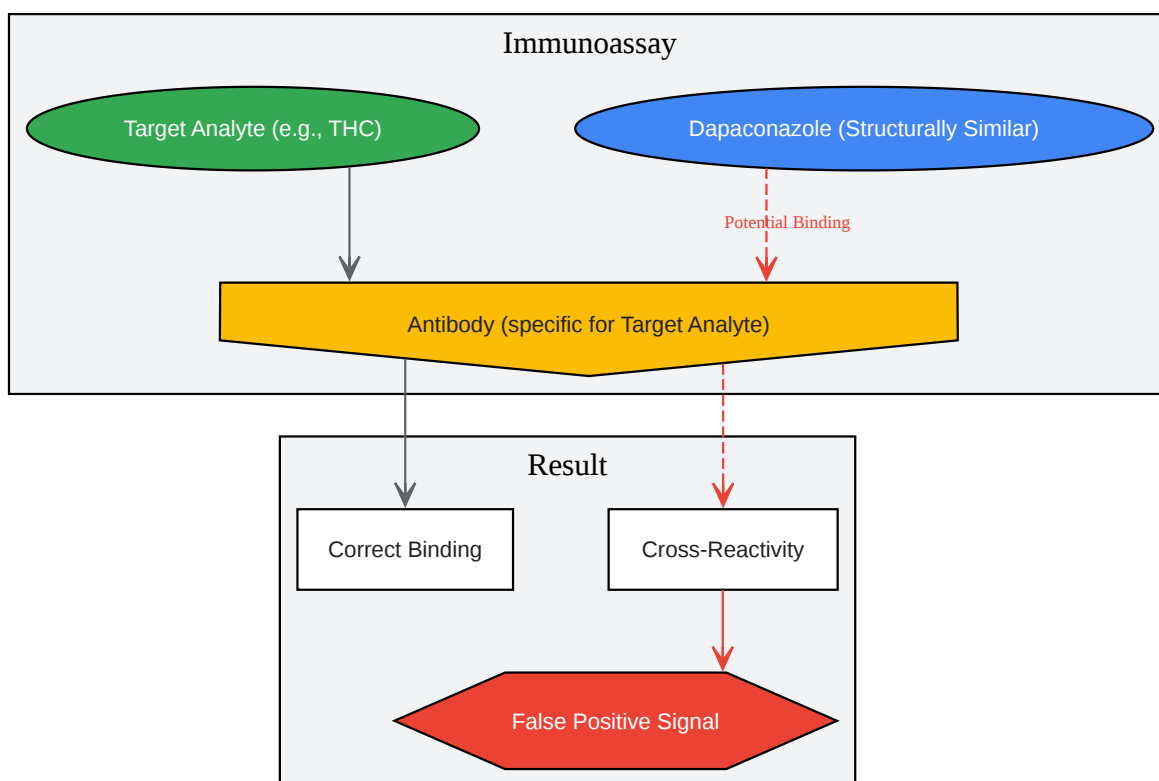 Immunoassay
Target Analyte (e.g., THC)
Dapaconazole (Structurally Similar)
Potential Binding
Antibody (specific for Target Analyte)
Result
Correct Binding
Cross-Reactivity
False Positive Signal